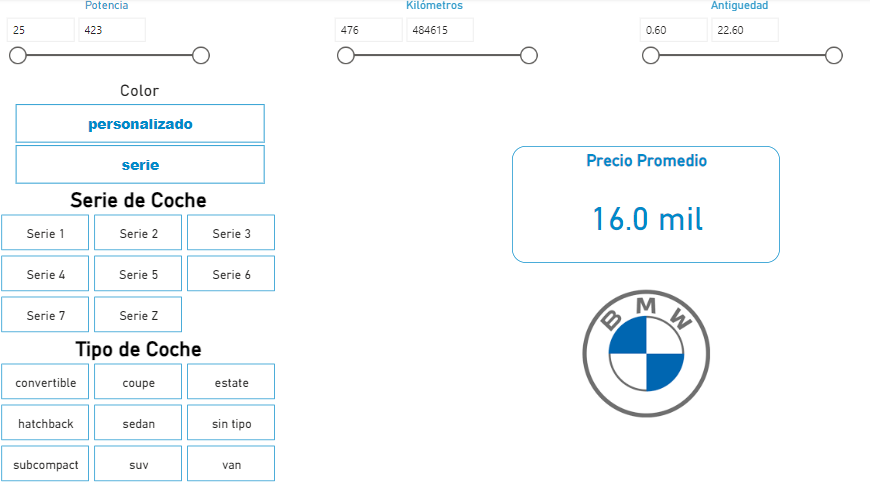 Potencia
Kilómetros
Antiguedad
25
423
476
484615
0.60
22.60
Color
personalizado
serie
Serie de Coche
Serie 1
Serie 2
Serie 3
Serie 4
Serie 5
Serie 6
Serie 7
Serie Z
Tipo de Coche
convertible
coupe
estate
hatchback
sedan
sin tipo
subcompact
suv
van
Precio Promedio
16.0 mil
BMW